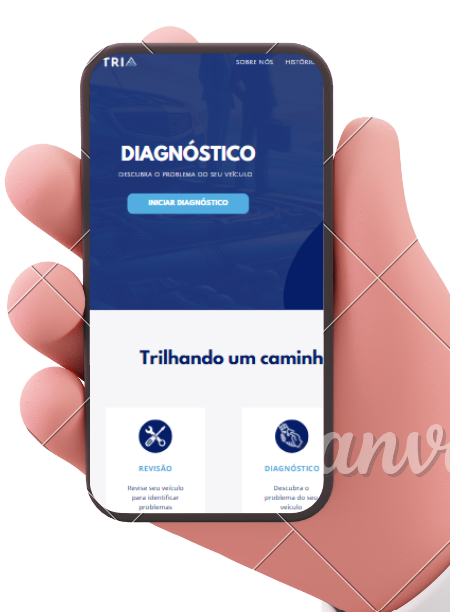 TRIA
SOBRE NÓS HISTÓRI
DIAGNÓSTICO
DESCUBRA O PROBLEMA DO SEU VEÍCULO
INICIAR DIAGNÓSTICO
Trilhando um caminh
REVISÃO
DIAGNÓSTICO
Revise seu veículo
para identificar
problemas
Descubra o
problema do seu
veículo
anv